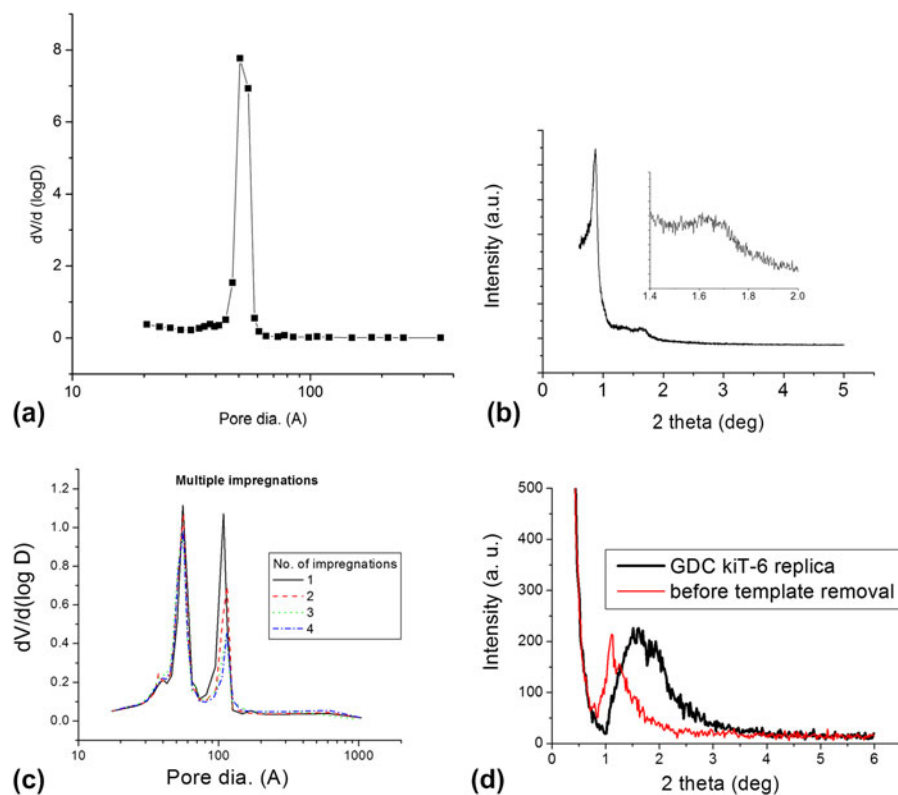 8
6
4
2
0
dV/d (logD)
10
100
Pore dia. (A)
(a)
Intensity (a.u.)
1.4
1.6
1.8
2.0
0
1
2
3
4
5
2 theta (deg)
(b)
Multiple impregnations
1.2
1.0
0.8
0.6
0.4
0.2
0.0
dV/d(log D)
No. of impregnations
1
2
3
4
10
100
1000
Pore dia. (A)
(c)
500
400
300
200
100
0
Intensity (a. u.)
GDC kiT-6 replica
before template removal
0
1
2
3
4
5
6
2 theta (deg)
(d)